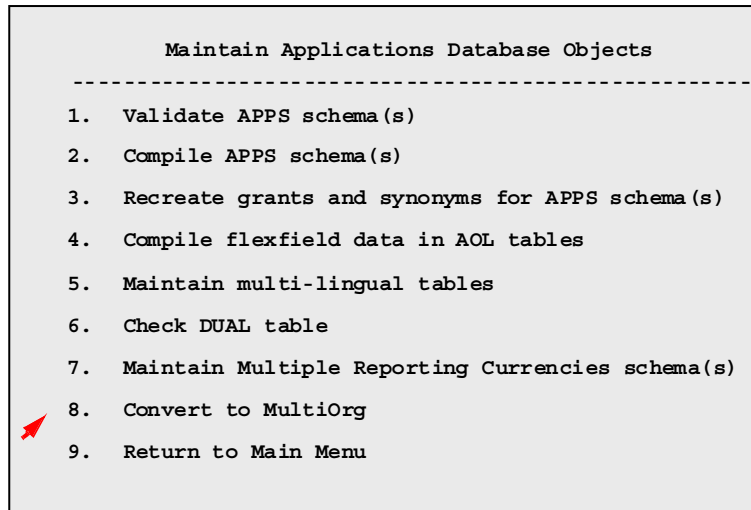 Maintain Applications Database Objects
-----------------------------------------------------
1. Validate APPS schema(s)
2. Compile APPS schema(s)
3. Recreate grants and synonyms for APPS schema(s)
4. Compile flexfield data in AOL tables
5. Maintain multi-lingual tables
6. Check DUAL table
7. Maintain Multiple Reporting Currencies schema(s)
8. Convert to MultiOrg
9. Return to Main Menu